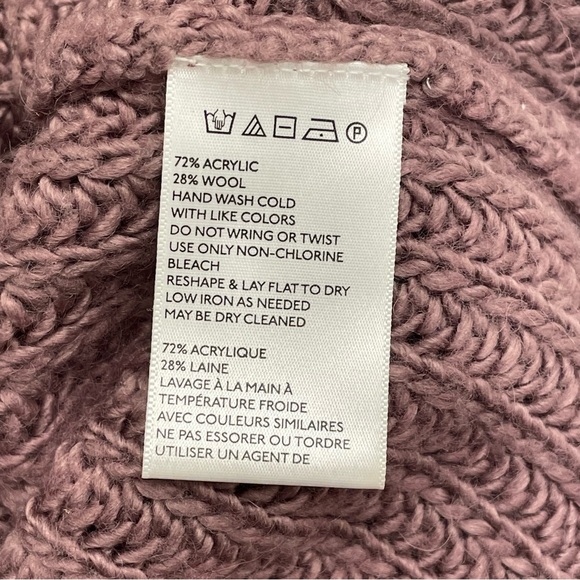 P
72% ACRYLIC
28% WOOL
HAND WASH COLD
WITH LIKE COLORS
DO NOT WRING OR TWIST
USE ONLY NON-CHLORINE
BLEACH
RESHAPE & LAY FLAT TO DRY
LOW IRON AS NEEDED
MAY BE DRY CLEANED
72% ACRYLIQUE
28% LAINE
LAVAGE À LA MAIN À
TEMPÉRATURE FROIDE
AVEC COULEURS SIMILAIRES
NE PAS ESSORER OU TORDRE
UTILISER UN AGENT DE